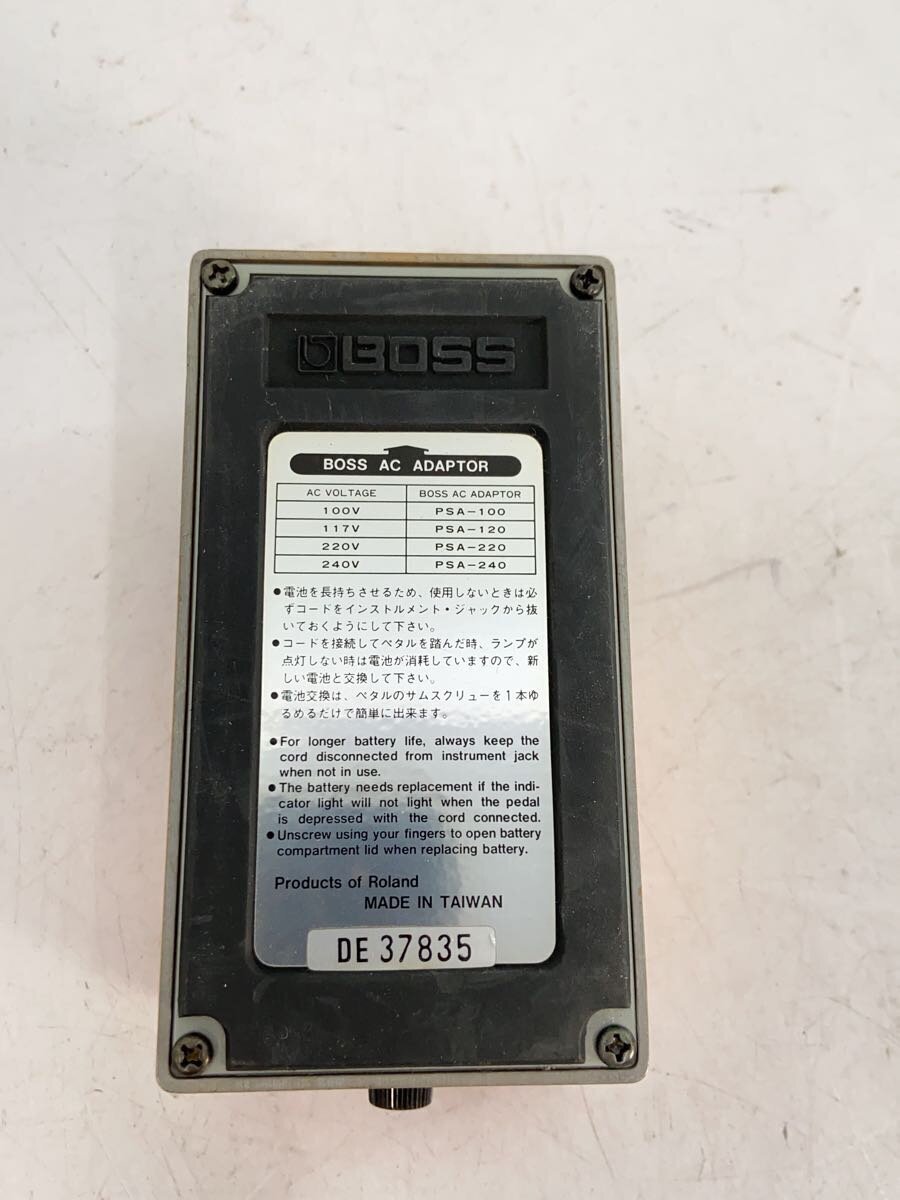 BOSS
BOSS AC ADAPTOR
AC VOLTAGE BOSS AC ADAPTOR
100V PSA-100
117V PSA-120
220V PSA-220
240V PSA-240
●電池を長持ちさせるため、使用しないときは必
ずコードをインストルメント・ジャックから抜
いておくようにして下さい。
●コードを接続してペタルを踏んだ時、ランプが
点灯しない時は電池が消耗していますので、新
しい電池と交換して下さい。
●電池交換は、ペタルのサムスクリューを1本ゆ
るめるだけで簡単に出来ます。
●For longer battery life, always keep the
cord disconnected from instrument jack
when not in use.
●The battery needs replacement if the indi-
cator light will not light when the pedal
is depressed with the cord connected.
●Unscrew using your fingers to open battery
compartment lid when replacing battery.
Products of Roland
MADE IN TAIWAN
DE 37835